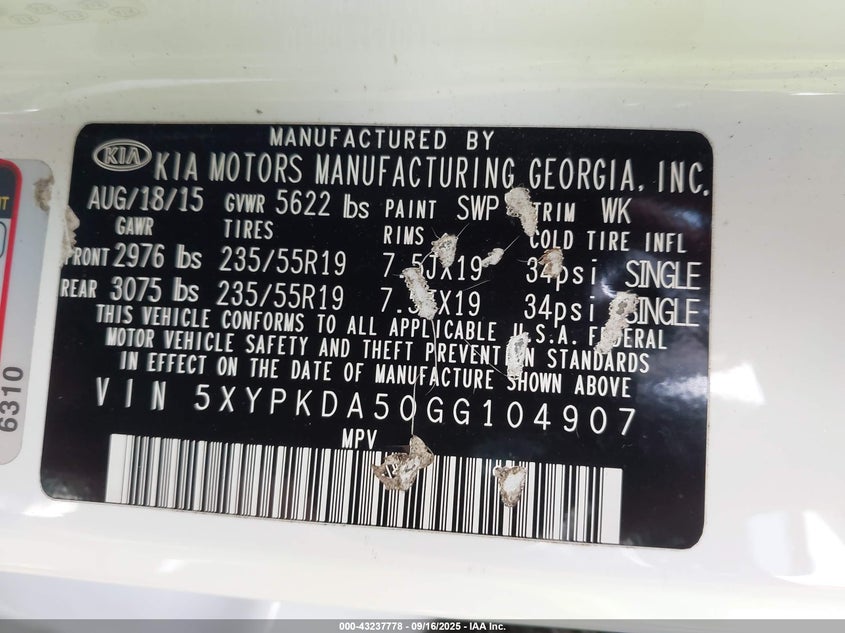 MANUFACTURED BY
KIA KIA MOTORS MANUFACTURING GEORGIA, INC.
AUG/18/15 GVWR 5622 lbs PAINT SWP TRIM WK
GAWR TIRES RIMS COLD TIRE INFL
FRONT 2976 lbs 235/55R19 7.5JX19 34psi SINGLE
REAR 3075 lbs 235/55R19 7.5JX19 34psi SINGLE
THIS VEHICLE CONFORMS TO ALL APPLICABLE U.S.A. FEDERAL
MOTOR VEHICLE SAFETY AND THEFT PREVENTION STANDARDS
IN EFFECT ON THE DATE OF MANUFACTURE SHOWN ABOVE
VIN 5XYPKDA50GG104907
MPV
6310
000-43237778 - 09/16/2025 - IAA Inc.